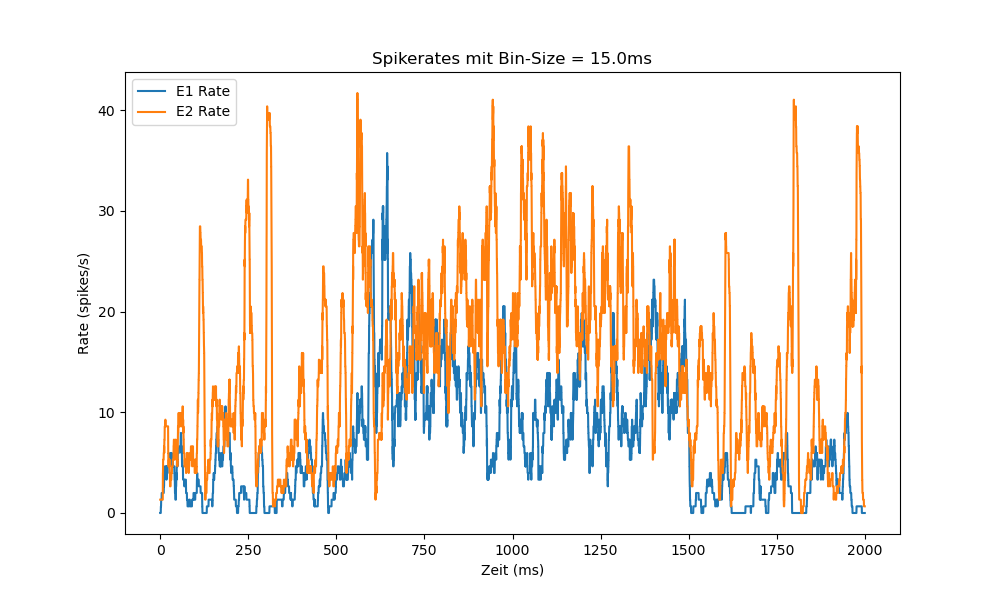 Spikerates mit Bin-Size = 15.0ms
E1 Rate
E2 Rate
Rate (spikes/s)
40
30
20
10
0
0 250 500 750 1000 1250 1500 1750 2000
Zeit (ms)